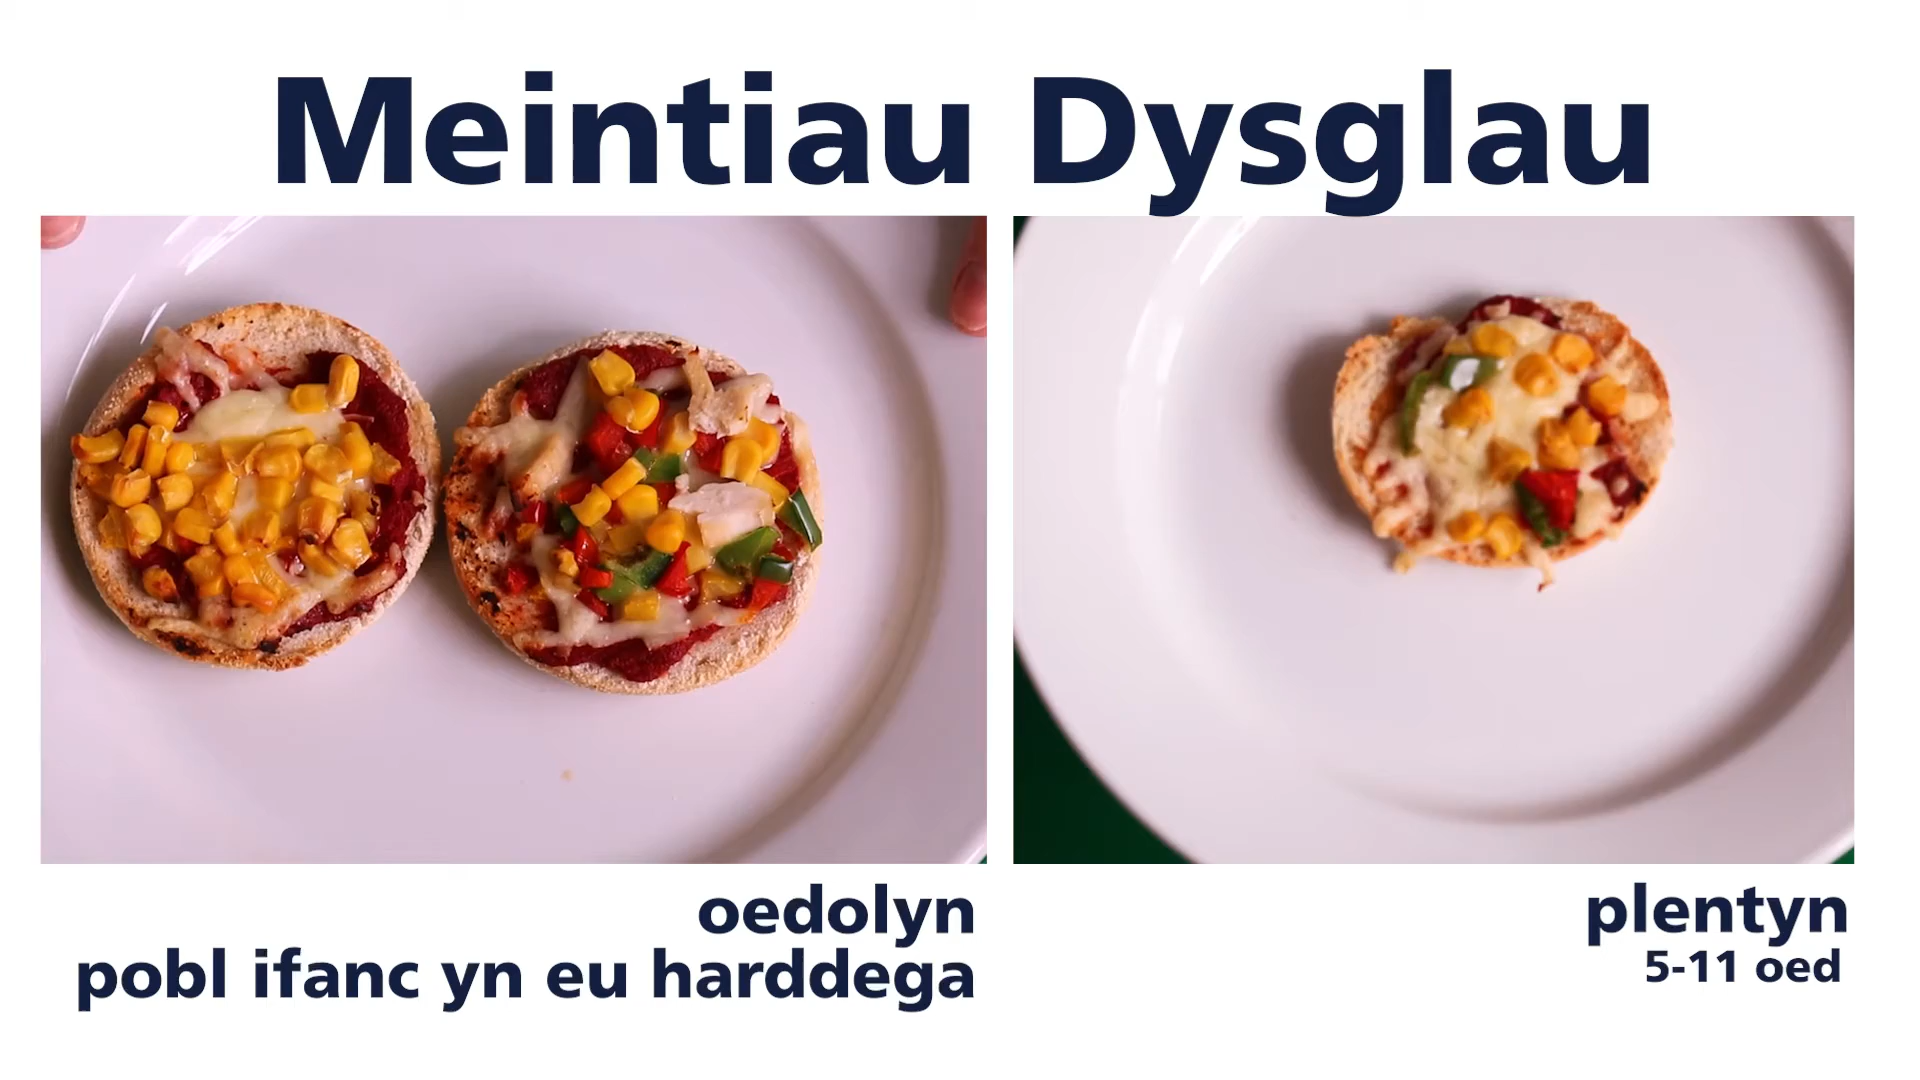 Meintiau Dysglau
oedolyn
pobl ifanc yn eu harddega
plentyn
5-11 oed